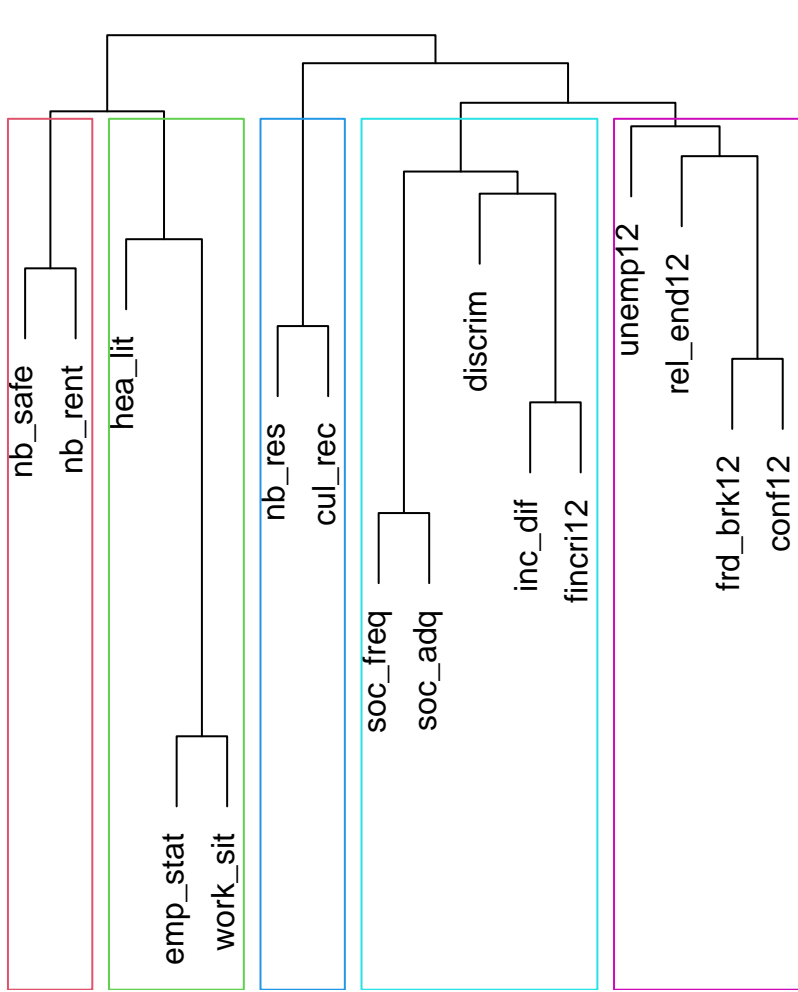 nb_safe
nb_rent
hea_lit
emp_stat
work_sit
nb_res
cul_rec
soc_freq
soc_adq
discrim
inc_dif
fincri12
unemp12
rel_end12
frd_brk12
conf12